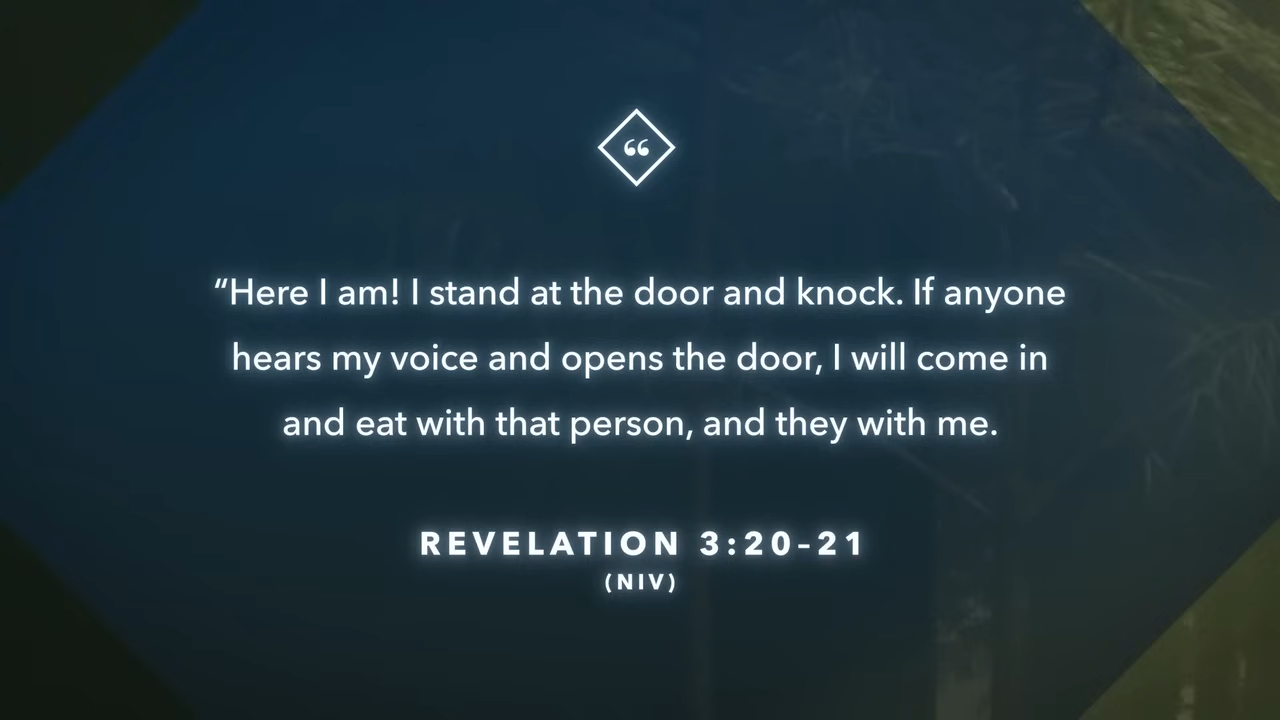 “
“Here I am! I stand at the door and knock. If anyone
hears my voice and opens the door, I will come in
and eat with that person, and they with me.
REVELATION 3:20-21
(NIV)